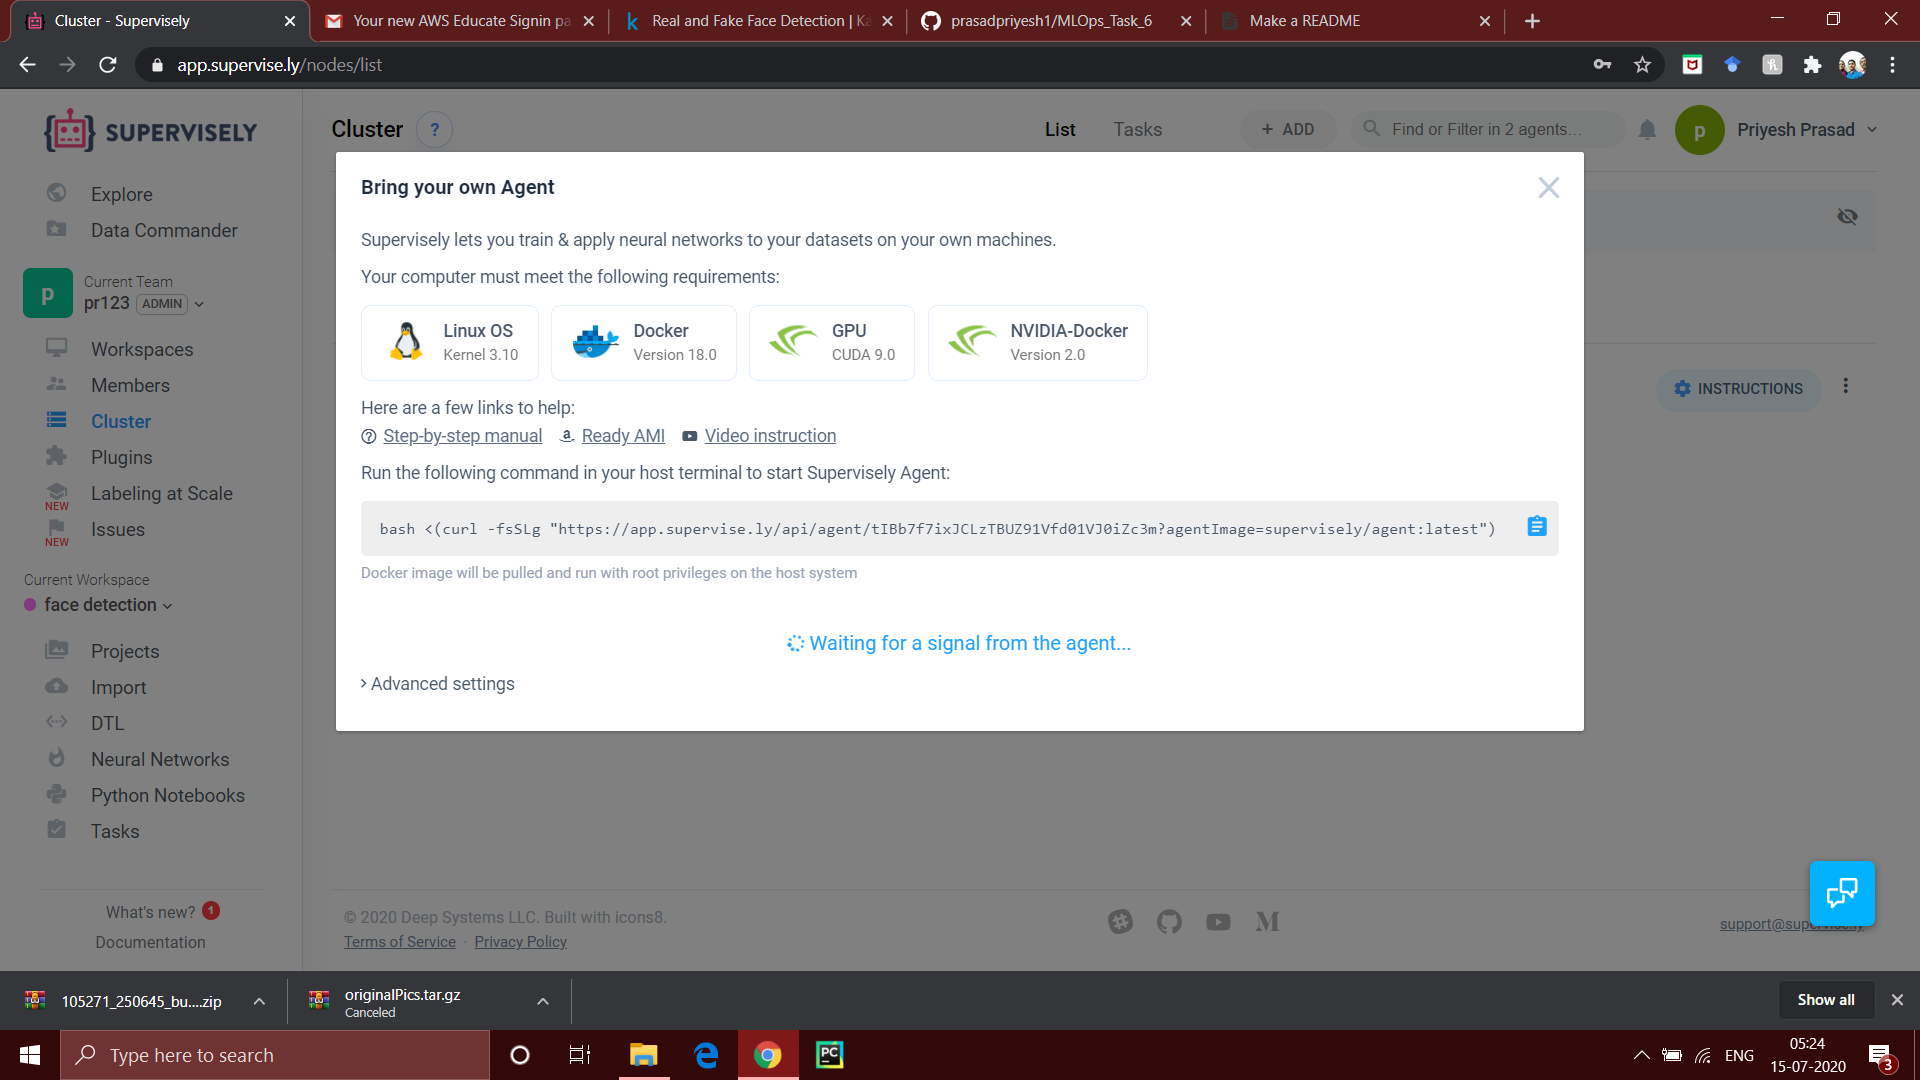 Cluster - Supervisely
Your new AWS Educate Signin pa
Real and Fake Face Detection | Ka
prasadpriyesh1/MLOps_Task_6
Make a README
app.supervise.ly/nodes/list
SUPERVISELY
Cluster ?
List
Tasks
+ ADD
Find or Filter in 2 agents...
p
Priyesh Prasad
Explore
Data Commander
p
Current Team
pr123 ADMIN
Workspaces
Members
Cluster
Plugins
Labeling at Scale
NEW
Issues
NEW
Current Workspace
face detection
Projects
Import
DTL
Neural Networks
Python Notebooks
Tasks
What's new? 1
Documentation
Bring your own Agent
Supervisely lets you train & apply neural networks to your datasets on your own machines.
Your computer must meet the following requirements:
Linux OS
Kernel 3.10
Docker
Version 18.0
GPU
CUDA 9.0
NVIDIA-Docker
Version 2.0
Here are a few links to help:
Step-by-step manual
Ready AMI
Video instruction
Run the following command in your host terminal to start Supervisely Agent:
bash <(curl -fsSLg "https://app.supervise.ly/api/agent/tIBb7f7ixJCLzTBUZ91Vfd01VJ0iZc3m?agentImage=supervisely/agent:latest")
Docker image will be pulled and run with root privileges on the host system
Waiting for a signal from the agent...
> Advanced settings
INSTRUCTIONS
© 2020 Deep Systems LLC. Built with icons8.
Terms of Service · Privacy Policy
105271_250645_bu....zip
originalPics.tar.gz
Canceled
Show all
Type here to search
PC
ENG
05:24
15-07-2020
3